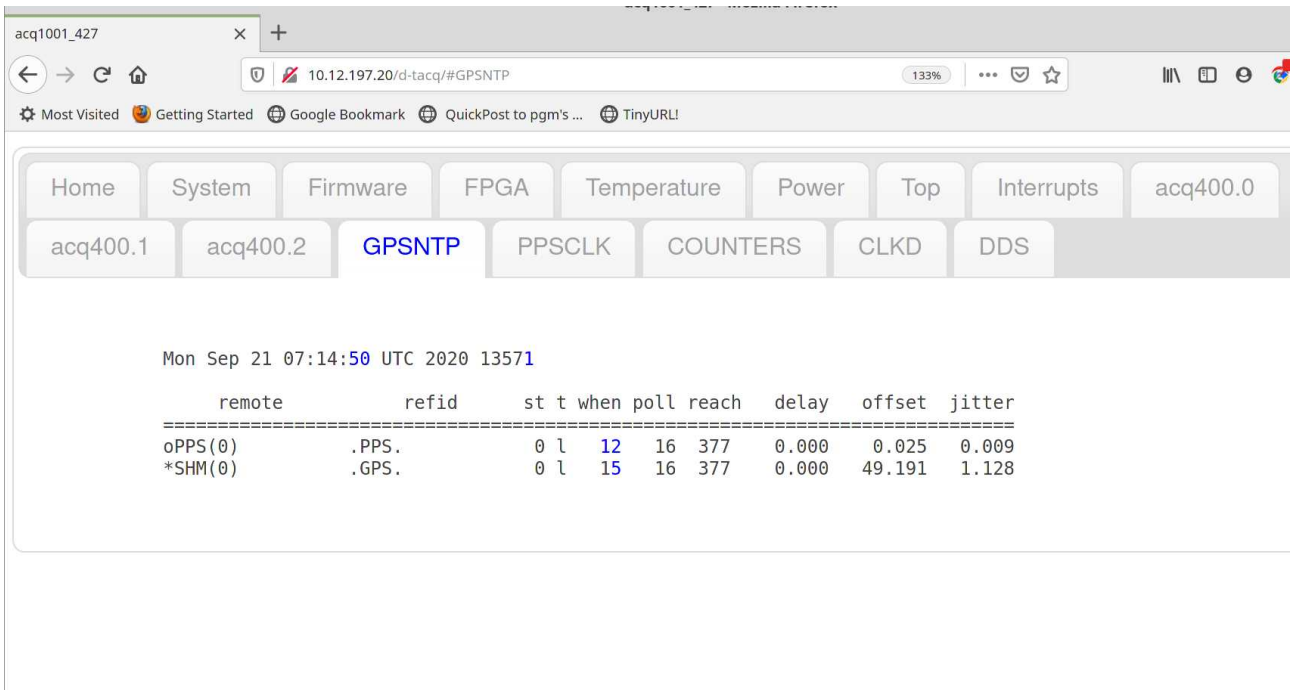 acq1001_427
10.12.197.20/d-tacq/#GPSNTP 133%
Most Visited Getting Started Google Bookmark QuickPost to pgm's ... TinyURL!
Home System Firmware FPGA Temperature Power Top Interrupts acq400.0
acq400.1 acq400.2 GPSNTP PPSCLK COUNTERS CLKD DDS
Mon Sep 21 07:14:50 UTC 2020 13571
remote refid st t when poll reach delay offset jitter
==============================================================================
oPPS(0) .PPS. 0 l 12 16 377 0.000 0.025 0.009
*SHM(0) .GPS. 0 l 15 16 377 0.000 49.191 1.128